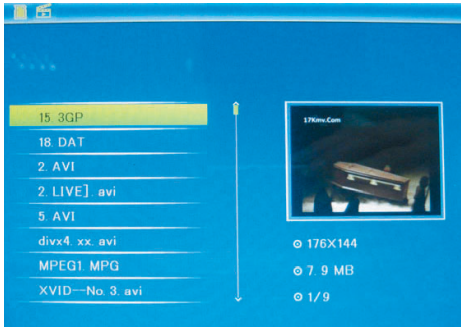 15. 3GP
18. DAT
2. AVI
2. LIVE]. avi
5. AVI
divx4. xx. avi
MPEG1. MPG
XVID--No. 3. avi
17Kmv.Com
176X144
7. 9 MB
1/9